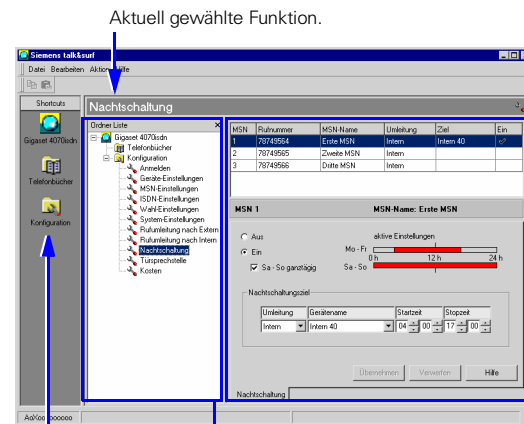 Aktuell gewählte Funktion.
Siemens talk&surf
Datei Bearbeiten Aktion Hilfe
Shortcuts
Nachtschaltung
Gigaset 4070isdn
Telefonbücher
Konfiguration
Ordner Liste
Gigaset 4070isdn
Telefonbücher
Konfiguration
Anmelden
Geräte-Einstellungen
MSN-Einstellungen
ISDN-Einstellungen
Wahl-Einstellungen
System-Einstellungen
Rufumleitung nach Extern
Rufumleitung nach Intern
Nachtschaltung
Türsprechstelle
Kosten
MSN Rufnummer MSN-Name Umleitung Ziel Ein
1 78749564 Erste MSN Intern Intern 40
2 78749565 Zweite MSN Intern
3 78749566 Dritte MSN Intern
MSN 1 MSN-Name: Erste MSN
Aus
Ein
Sa - So ganztägig
aktive Einstellungen
Mo - Fr
0 h 12 h 24 h
Sa - So
Nachtschaltungsziel
Umleitung Gerätename Startzeit Stopzeit
Intern Intern 40 04 00 17 00
Übernehmen Verwerfen Hilfe
Nachtschaltung